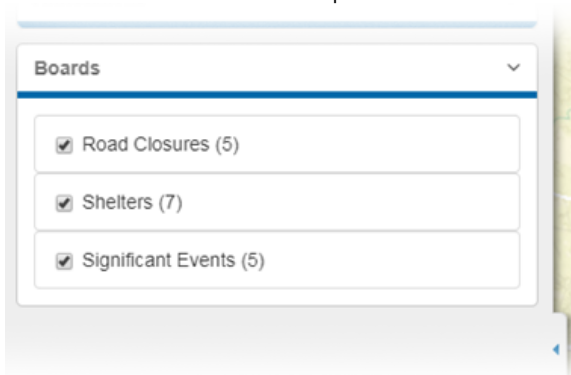 Boards
Road Closures (5)
Shelters (7)
Significant Events (5)